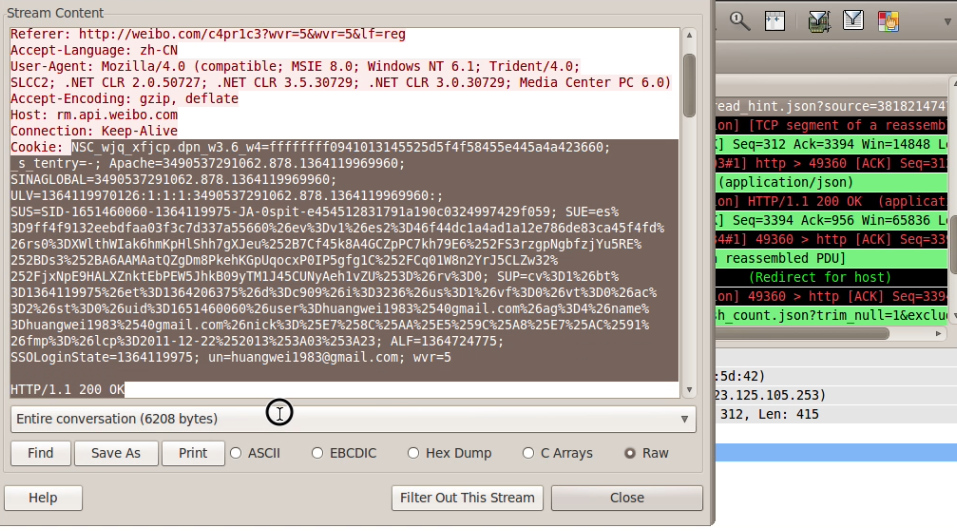 Stream Content
Referer: http://weibo.com/c4pr1c3?wvr=5&wvr=5&lf=reg
Accept-Language: zh-CN
User-Agent: Mozilla/4.0 (compatible; MSIE 8.0; Windows NT 6.1; Trident/4.0;
SLCC2; .NET CLR 2.0.50727; .NET CLR 3.5.30729; .NET CLR 3.0.30729; Media Center PC 6.0)
Accept-Encoding: gzip, deflate
Host: rm.api.weibo.com
Connection: Keep-Alive
Cookie: NSC_wjq_xfjcp.dpn_w3.6_w4=ffffffff0941013145525d5f4f58455e445a4a423660;
_s_tentry=-; Apache=3490537291062.878.1364119969960;
SINAGLOBAL=3490537291062.878.1364119969960;
ULV=1364119970126:1:1:1:3490537291062.878.1364119969960:;
SUS=SID-1651460060-1364119975-JA-0spit-e454512831791a190c0324997429f059; SUE=es%
3D9ff4f9132eebdfaa03f3c7d337a55660%26ev%3Dv1%26es2%3D46f44dc1a4ad1a12e786de83ca45f4fd%
26rs0%3DXWlthWIak6hmKpHlShh7gXJeu%252B7Cf45k8A4GCZpPC7kh79E6%252FS3rzgpNgbfzjYu5RE%
252BDs3%252BA6AAMAatQZgDm8PkehKGpUqocxP0IP5gfg1C%252FCq01W8n2YrJ5CLZw32%
252FjxNpE9HALXZnktEbPEW5JhkB09yTM1J45CUNyAeh1vZU%253D%26rv%3D0; SUP=cv%3D1%26bt%
3D1364119975%26et%3D1364206375%26d%3Dc909%26i%3D3236%26us%3D1%26vf%3D0%26vt%3D0%26ac%
3D2%26st%3D0%26uid%3D1651460060%26user%3Dhuangwei1983%2540gmail.com%26ag%3D4%26name%
3Dhuangwei1983%2540gmail.com%26nick%3D%25E7%258C%25AA%25E5%259C%25A8%25E7%25AC%2591%
26fmp%3D%26lcp%3D2011-12-22%252013%253A03%253A23; ALF=1364724775;
SSOLoginState=1364119975; un=huangwei1983@gmail.com; wvr=5
HTTP/1.1 200 OK
Entire conversation (6208 bytes)
Find
Save As
Print
ASCII
EBCDIC
Hex Dump
C Arrays
Raw
Help
Filter Out This Stream
Close
read_hint.json?source=381821474
on] [TCP segment of a reassemb
] Seq=312 Ack=3394 Win=14848 L
3#1] http > 49360 [ACK] Seq=31
(application/json)
on] HTTP/1.1 200 OK (applicat
] Seq=3394 Ack=956 Win=65836 L
4#1] 49360 > http [ACK] Seq=33
reassembled PDU]
(Redirect for host)
on] 49360 > http [ACK] Seq=339
sh_count.json?trim_null=1&exclu
:5d:42)
23.125.105.253)
312, Len: 415